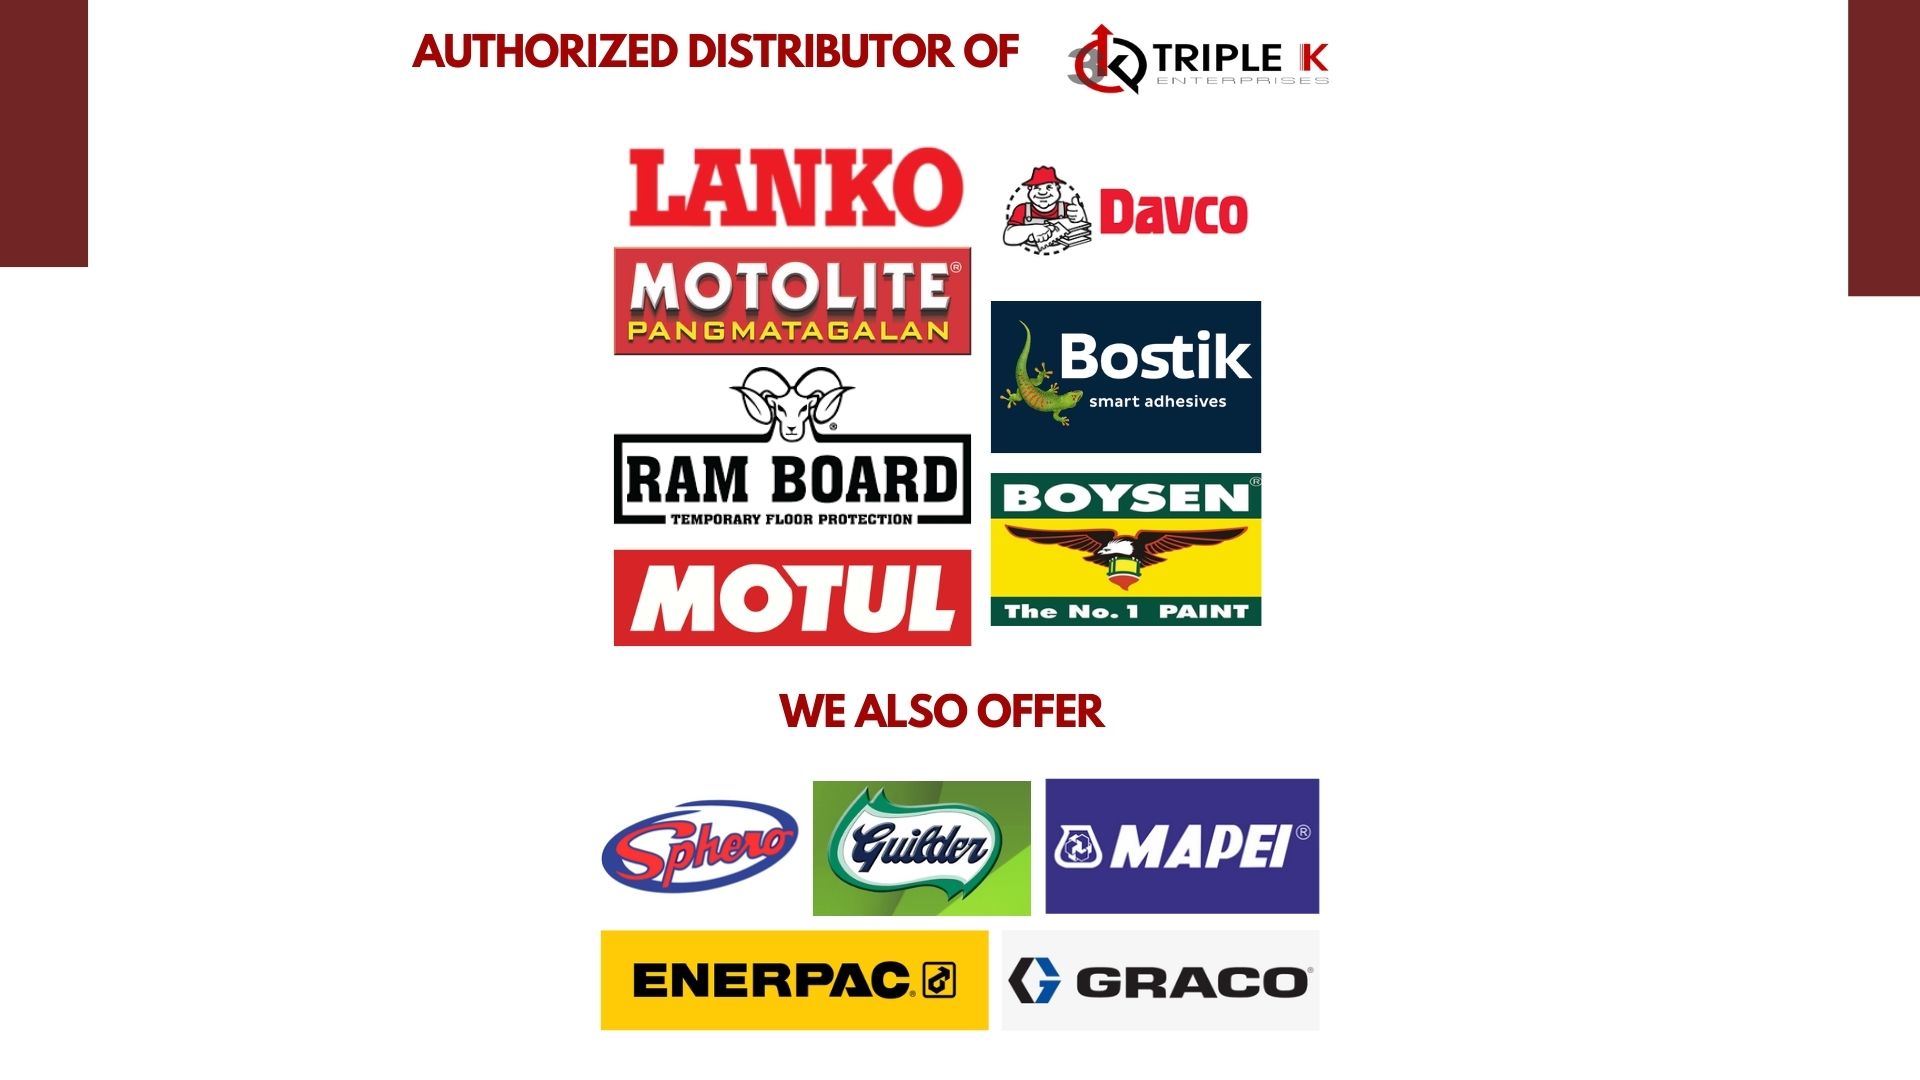 AUTHORIZED DISTRIBUTOR OF
3K TRIPLE K
ENTERPRISES
LANKO
Davco
MOTOLITE®
PANGMATAGALAN
Bostik
smart adhesives
®
RAM BOARD
TEMPORARY FLOOR PROTECTION
BOYSEN®
The No. 1 PAINT
MOTUL
WE ALSO OFFER
Sphero
Guilder
MAPEI®
ENERPAC®
GRACO®